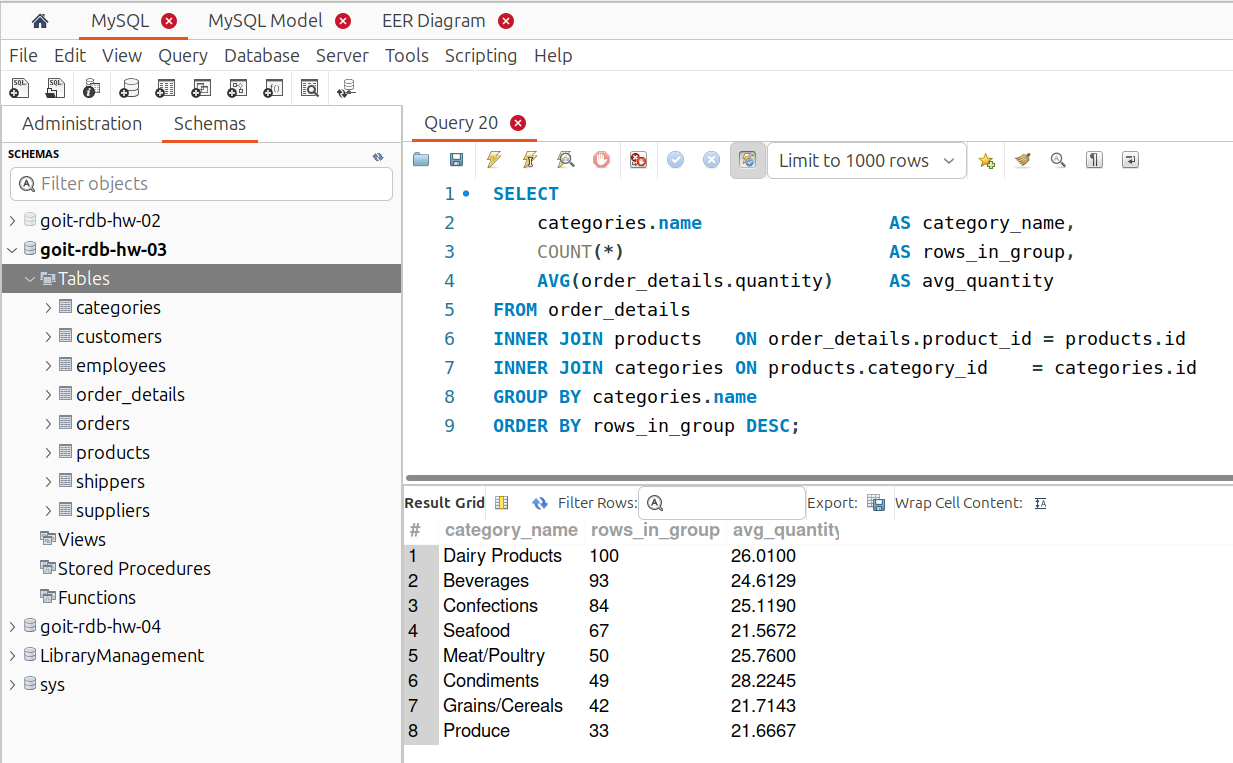 MySQL MySQL Model EER Diagram
File Edit View Query Database Server Tools Scripting Help
Administration Schemas
SCHEMAS
Filter objects
goit-rdb-hw-02
goit-rdb-hw-03
Tables
categories
customers
employees
order_details
orders
products
shippers
suppliers
Views
Stored Procedures
Functions
goit-rdb-hw-04
LibraryManagement
sys
Query 20
Limit to 1000 rows
1 SELECT
2 categories.name AS category_name,
3 COUNT(*) AS rows_in_group,
4 AVG(order_details.quantity) AS avg_quantity
5 FROM order_details
6 INNER JOIN products ON order_details.product_id = products.id
7 INNER JOIN categories ON products.category_id = categories.id
8 GROUP BY categories.name
9 ORDER BY rows_in_group DESC;
Result Grid Filter Rows: Export: Wrap Cell Content:
# category_name rows_in_group avg_quantity
1 Dairy Products 100 26.0100
2 Beverages 93 24.6129
3 Confections 84 25.1190
4 Seafood 67 21.5672
5 Meat/Poultry 50 25.7600
6 Condiments 49 28.2245
7 Grains/Cereals 42 21.7143
8 Produce 33 21.6667